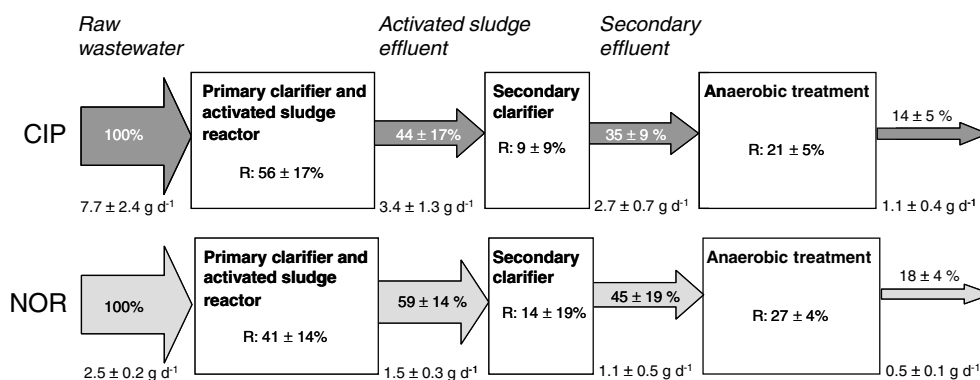 Raw
wastewater
Activated sludge
effluent
Secondary
effluent
CIP
100%
Primary clarifier and
activated sludge
reactor
R: 56 ± 17%
44 ± 17%
Secondary
clarifier
R: 9 ± 9%
35 ± 9 %
Anaerobic treatment
R: 21 ± 5%
14 ± 5 %
7.7 ± 2.4 g d-1
3.4 ± 1.3 g d-1
2.7 ± 0.7 g d-1
1.1 ± 0.4 g d-1
NOR
100%
Primary clarifier and
activated sludge
reactor
R: 41 ± 14%
59 ± 14 %
Secondary
clarifier
R: 14 ± 19%
45 ± 19 %
Anaerobic treatment
R: 27 ± 4%
18 ± 4 %
2.5 ± 0.2 g d-1
1.5 ± 0.3 g d-1
1.1 ± 0.5 g d-1
0.5 ± 0.1 g d-1